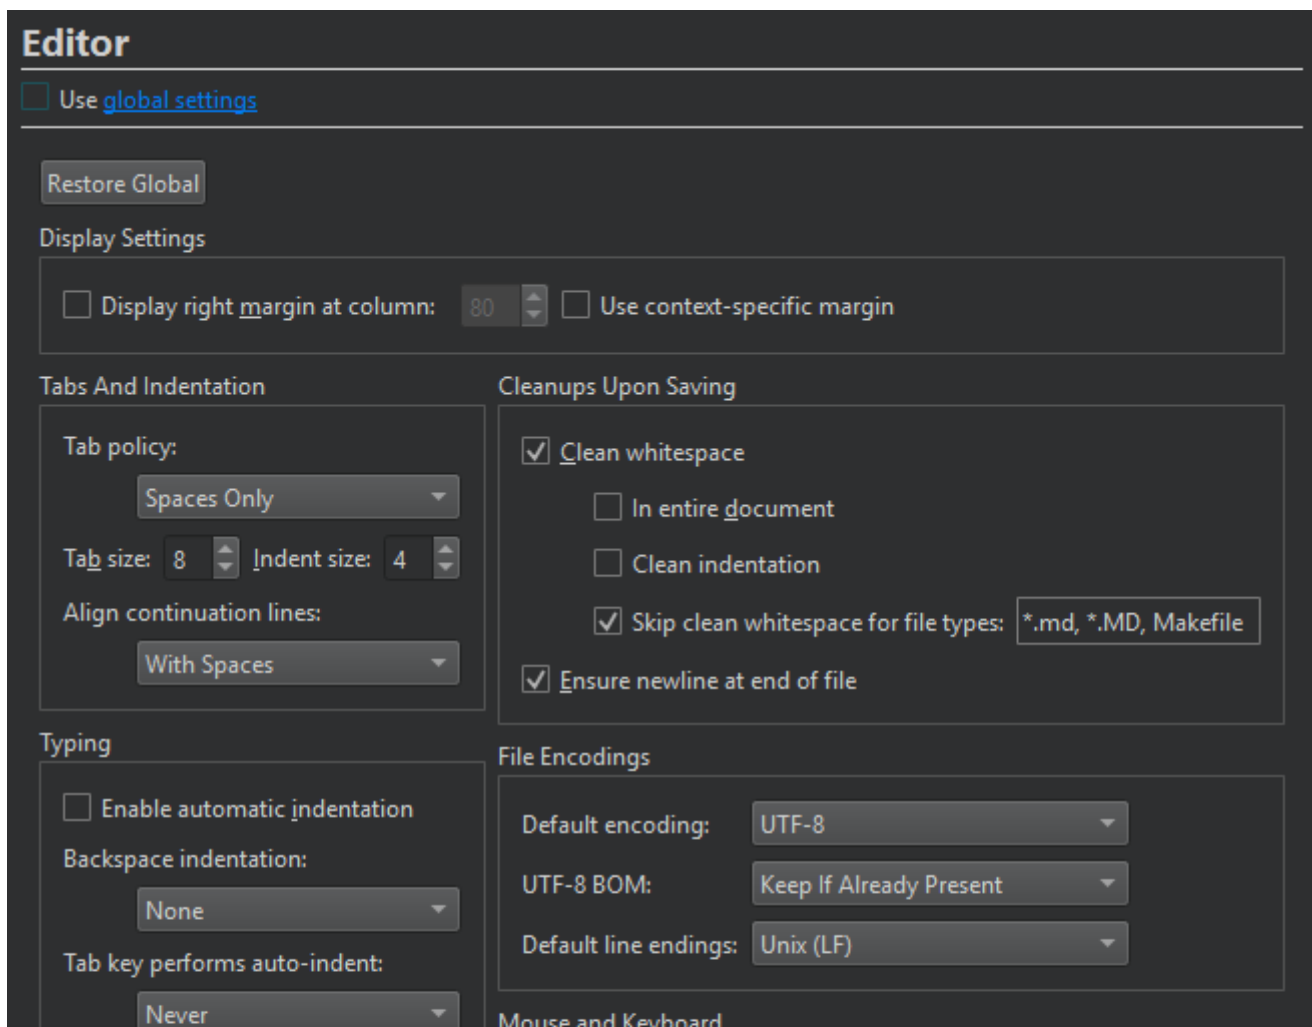 Editor
Use global settings
Restore Global
Display Settings
Display right margin at column: 80 Use context-specific margin
Tabs And Indentation
Tab policy:
Spaces Only
Tab size: 8 Indent size: 4
Align continuation lines:
With Spaces
Cleanups Upon Saving
Clean whitespace
In entire document
Clean indentation
Skip clean whitespace for file types: *.md, *.MD, Makefile
Ensure newline at end of file
Typing
Enable automatic indentation
Backspace indentation:
None
Tab key performs auto-indent:
Never
File Encodings
Default encoding: UTF-8
UTF-8 BOM: Keep If Already Present
Default line endings: Unix (LF)
Mouse and Keyboard